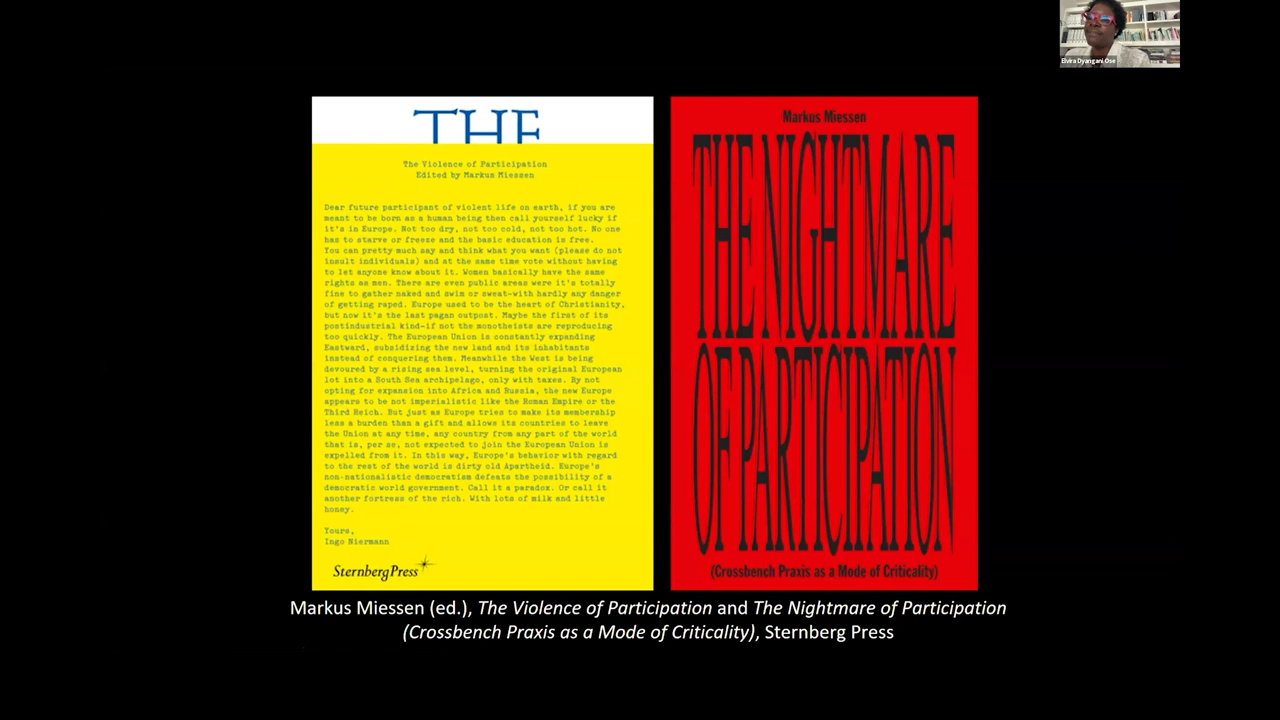 Elvira Dyangani Ose
THE
The Violence of Participation
Edited by Markus Miessen
Dear future participant of violent life on earth, if you are
meant to be born as a human being then call yourself lucky if
it's in Europe. Not too dry, not too cold, not too hot. No one
has to starve or freeze and the basic education is free.
You can pretty much say and think what you want (please do not
insult individuals) and at the same time vote without having
to let anyone know about it. Women basically have the same
rights as men. There are even public areas were it's totally
fine to gather naked and swim or sweat—with hardly any danger
of getting raped. Europe used to be the heart of Christianity,
but now it's the last pagan outpost. Maybe the first of its
postindustrial kind—if not the monotheists are reproducing
too quickly. The European Union is constantly expanding
Eastward, subsidizing the new land and its inhabitants
instead of conquering them. Meanwhile the West is being
devoured by a rising sea level, turning the original European
lot into a South Sea archipelago, only with taxes. By not
opting for expansion into Africa and Russia, the new Europe
appears to be not imperialistic like the Roman Empire or the
Third Reich. But just as Europe tries to make its membership
less a burden than a gift and allows its countries to leave
the Union at any time, any country from any part of the world
that is, per se, not expected to join the European Union is
expelled from it. In this way, Europe's behavior with regard
to the rest of the world is dirty old Apartheid. Europe's
non-nationalistic democratism defeats the possibility of a
democratic world government. Call it a paradox. Or call it
another fortress of the rich. With lots of milk and little
honey.
Yours,
Ingo Niermann
SternbergPress
Markus Miessen
THE NIGHTMARE
OF PARTICIPATION
(Crossbench Praxis as a Mode of Criticality)
Markus Miessen (ed.), The Violence of Participation and The Nightmare of Participation
(Crossbench Praxis as a Mode of Criticality), Sternberg Press